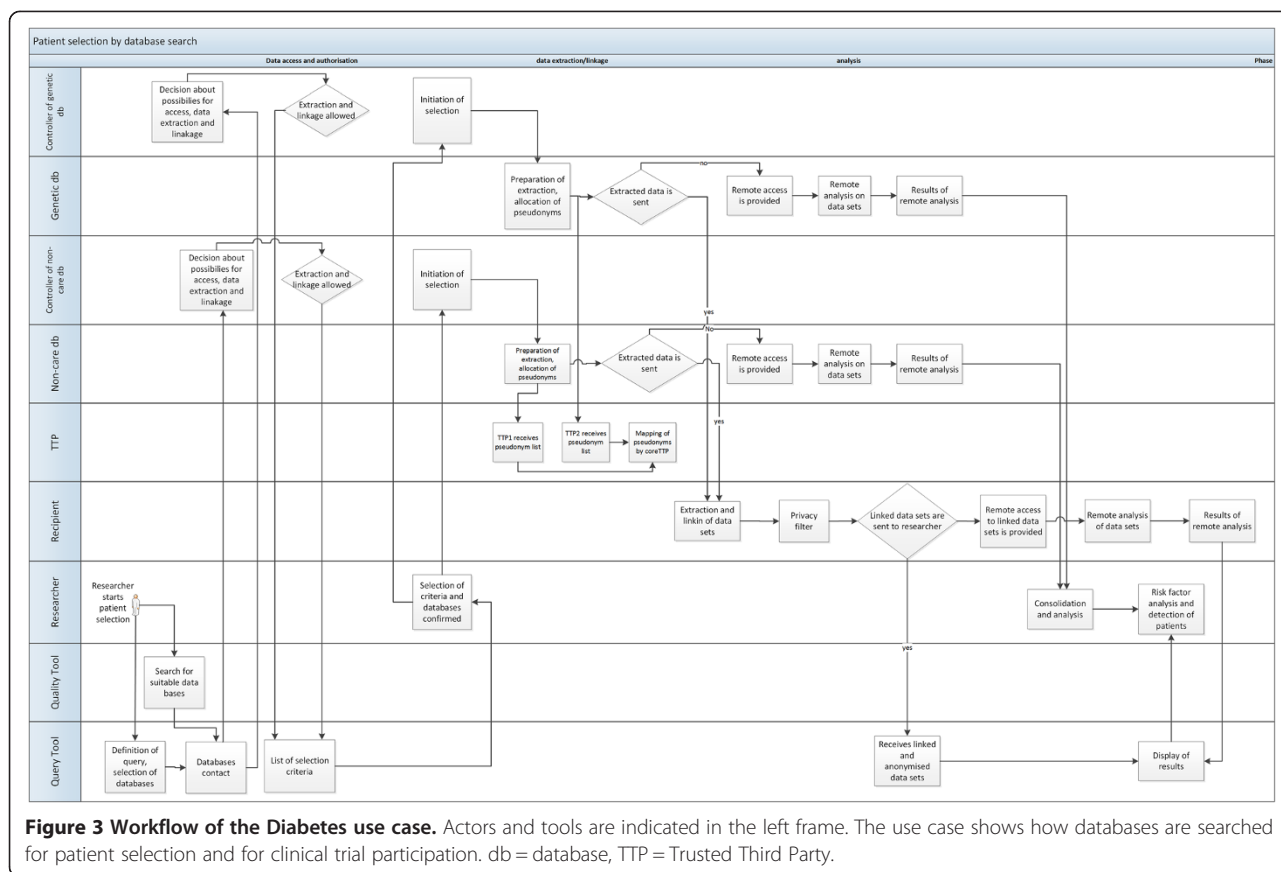 Patient selection by database search
Data access and authorisation
data extraction/linkage
analysis
Phase
Controller of genetic
db
Decision about
possibilies for
access, data
extraction and
linakage
Extraction and
linkage allowed
Initiation of
selection
Genetic db
Preparation of
extraction,
allocation of
pseudonyms
Extracted data is
sent
no
Remote access
is provided
Remote
analysis on
data sets
Results of
remote analysis
Controller of non-
care db
Decision about
possibilies for
access, data
extraction and
linakage
Extraction and
linkage allowed
Initiation of
selection
yes
Non-care db
Preparation of
extraction,
allocation of
pseudonyms
Extracted data is
sent
No
Remote access
is provided
Remote
analysis on
data sets
Results of
remote analysis
TTP
TTP1 receives
pseudonym list
TTP2 receives
pseudonym
list
Mapping of
pseudonyms
by coreTTP
yes
Recipient
Extraction and
linkin of data
sets
Privacy
filter
Linked data sets are
sent to researcher
Remote access
to linked data
sets is provided
Remote analysis
of data sets
Results of
remote analysis
Researcher
Researcher
starts
patient
selection
Selection of
criteria and
databases
confirmed
Consolidation
and analysis
Risk factor
analysis and
detection of
patients
Quality Tool
Search for
suitable data
bases
yes
Query Tool
Definition of
query,
selection of
databases
Databases
contact
List of selection
criteria
Receives linked
and
anonymised
data sets
Display of
results
Figure 3 Workflow of the Diabetes use case. Actors and tools are indicated in the left frame. The use case shows how databases are searched
for patient selection and for clinical trial participation. db = database, TTP = Trusted Third Party.